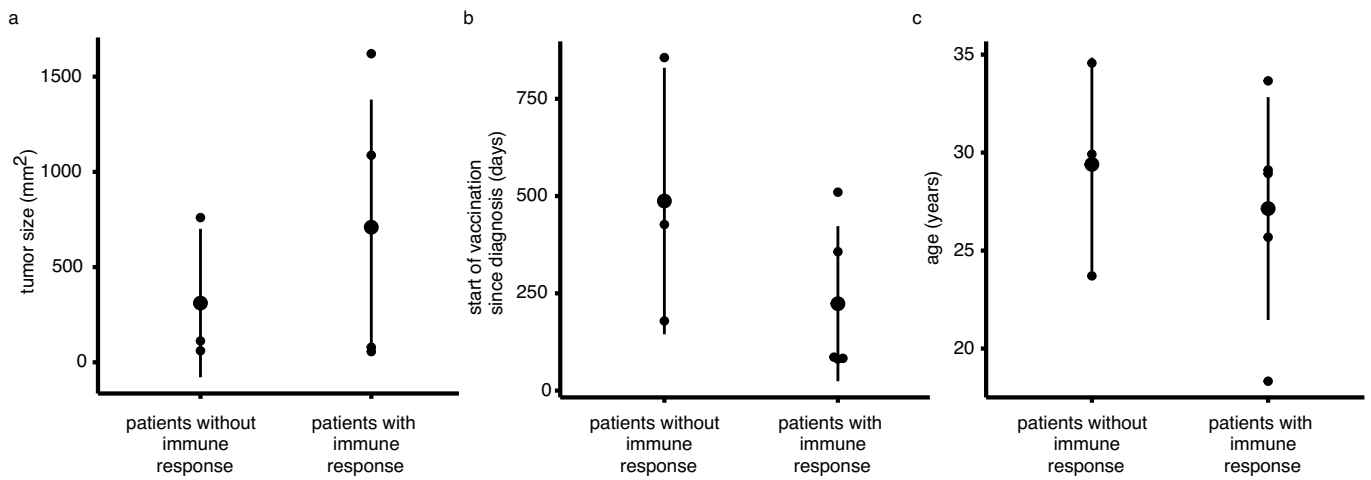 a
tumor size (mm2)
1500
1000
500
0
patients without
immune
response
patients with
immune
response
b
start of vaccination
since diagnosis (days)
750
500
250
0
patients without
immune
response
patients with
immune
response
c
age (years)
35
30
25
20
patients without
immune
response
patients with
immune
response